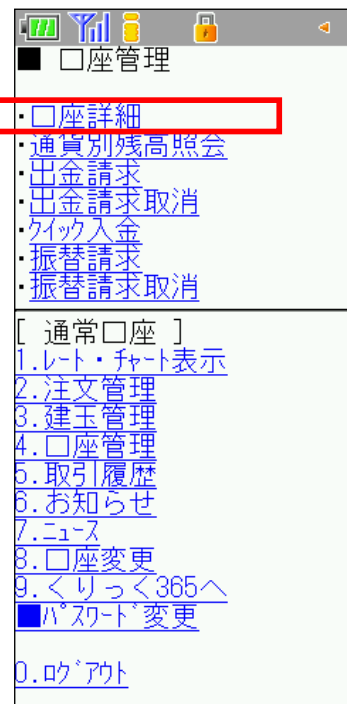 ■ 口座管理
・口座詳細
・通貨別残高照会
・出金請求
・出金請求取消
・ｸｲｯｸ入金
・振替請求
・振替請求取消
[ 通常口座 ]
1.ﾚｰﾄ・ﾁｬｰﾄ表示
2.注文管理
3.建玉管理
4.口座管理
5.取引履歴
6.お知らせ
7.ﾆｭｰｽ
8.口座変更
9.くりっく365へ
■ﾊﾟｽﾜｰﾄﾞ変更
0.ﾛｸﾞｱｳﾄ